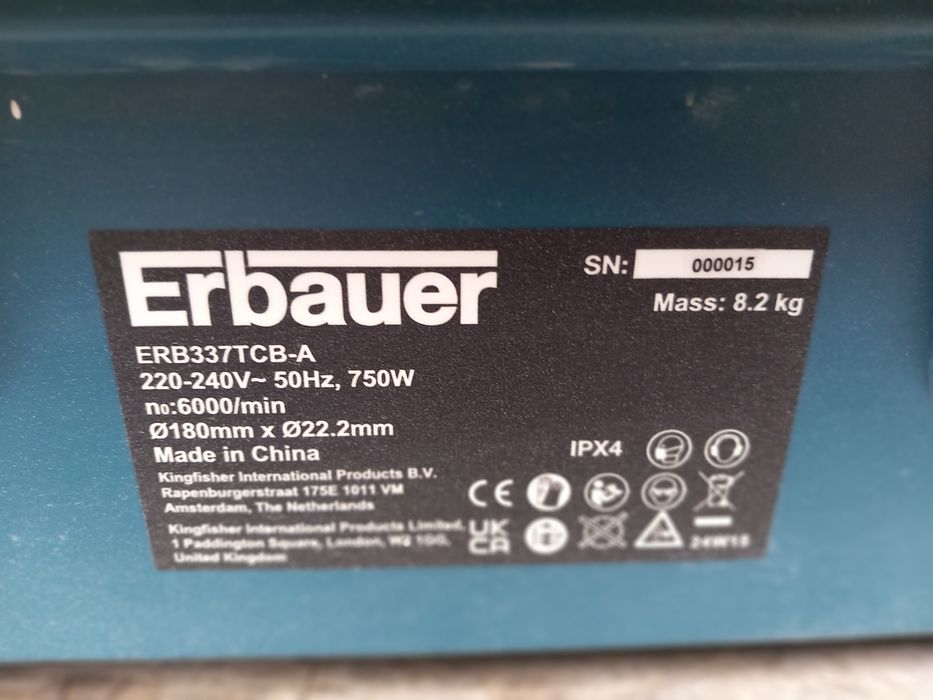 Erbauer
SN: 000015
Mass: 8.2 kg
ERB337TCB-A
220-240V~ 50Hz, 750W
n₀:6000/min
Ø180mm x Ø22.2mm
Made in China
IPX4
Kingfisher International Products B.V.
Rapenburgerstraat 175E 1011 VM
Amsterdam, The Netherlands
CE
Kingfisher International Products Limited,
1 Paddington Square, London, W2 1GG,
United Kingdom
UK
CA
24W18